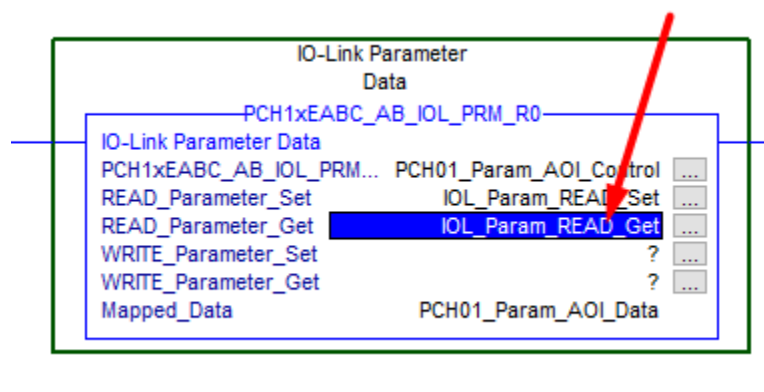 IO-Link Parameter
Data
PCH1xEABC_AB_IOL_PRM_R0
IO-Link Parameter Data
PCH1xEABC_AB_IOL_PRM... PCH01_Param_AOI_Control ...
READ_Parameter_Set IOL_Param_READ_Set ...
READ_Parameter_Get IOL_Param_READ_Get ...
WRITE_Parameter_Set ? ...
WRITE_Parameter_Get ? ...
Mapped_Data PCH01_Param_AOI_Data